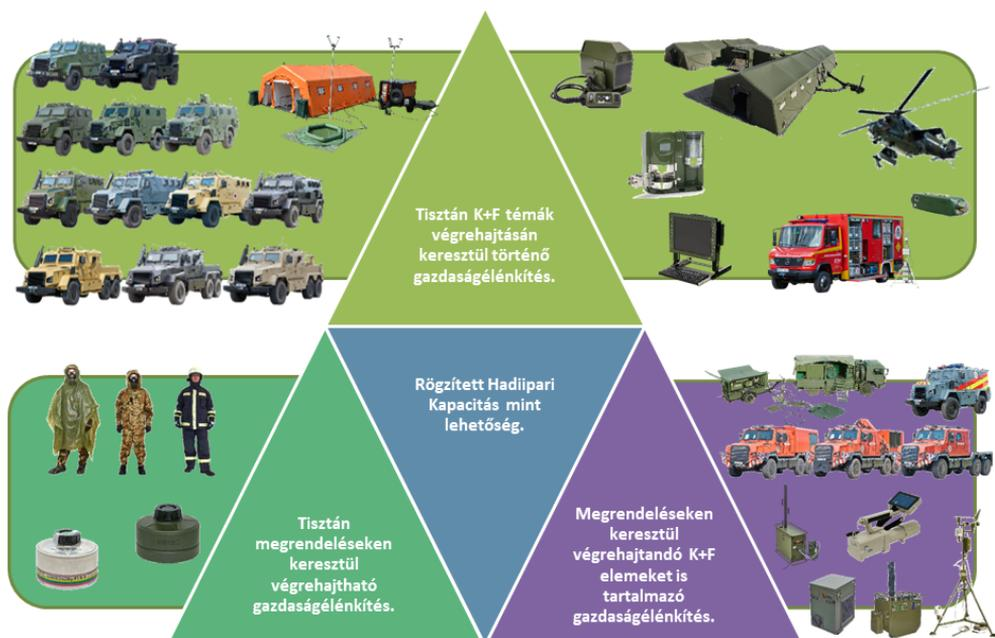 Tisztán K+F témák
végrehajtásán
keresztül történő
gazdaságélénkítés.
Rögzített Hadiipari
Kapacitás mint
lehetőség.
Tisztán
megrendeléseken
keresztül
végrehajtható
gazdaságélénkítés.
Megrendeléseken
keresztül
végrehajtandó K+F
elemeket is
tartalmazó
gazdaságélénkítés.